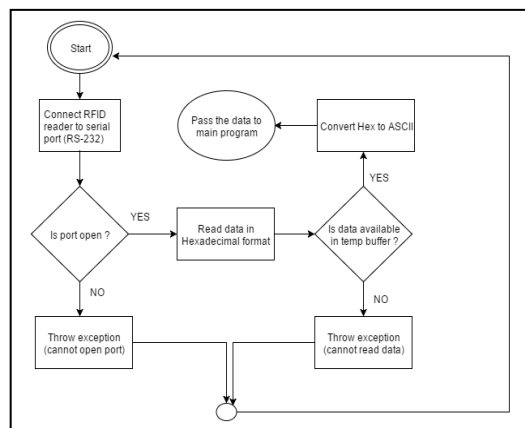 Start
Connect RFID
reader to serial
port (RS-232)
Pass the data to
main program
Convert Hex to ASCII
YES
Is port open ?
YES
Read data in
Hexadecimal format
Is data available
in temp buffer ?
NO
NO
Throw exception
(cannot open port)
Throw exception
(cannot read data)